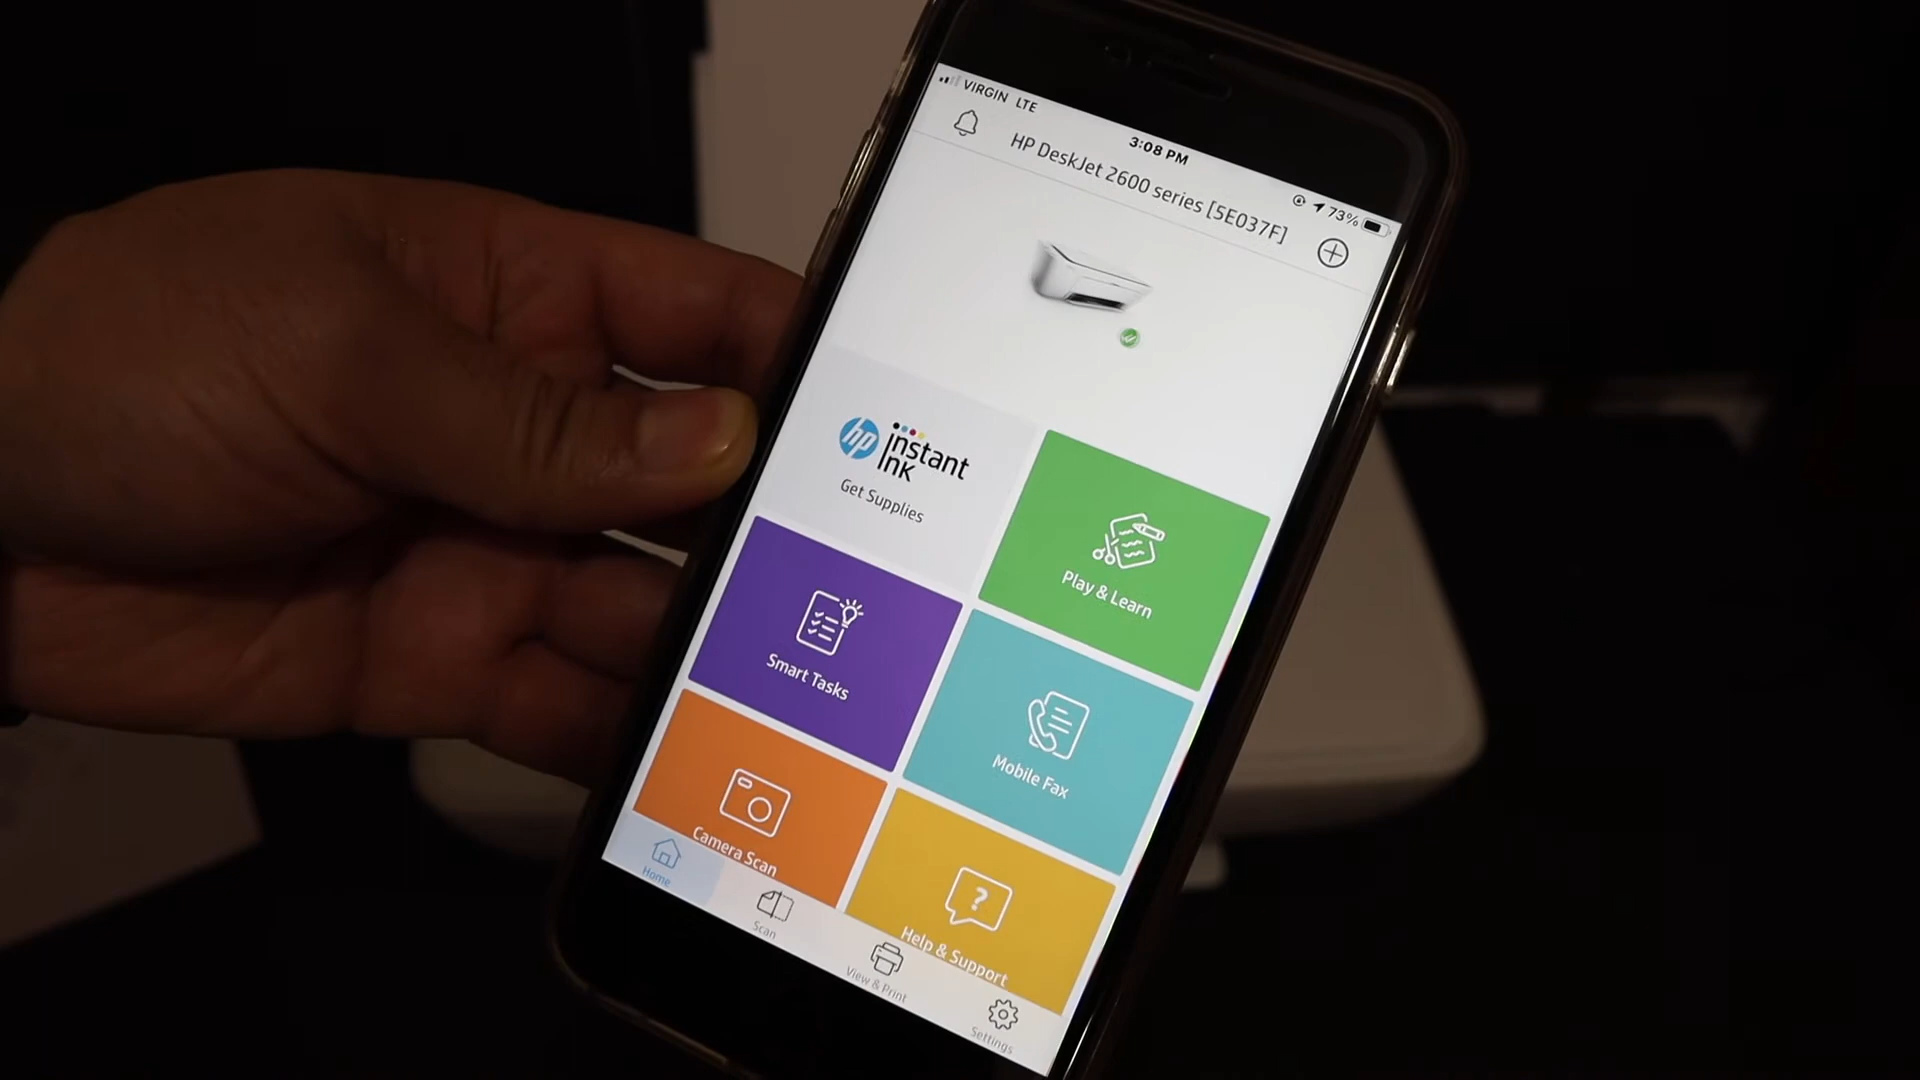 VIRGIN LTE
3:08 PM
73%
HP DeskJet 2600 series [5E037F]
hp
instant
ink
Get Supplies
Play & Learn
Smart Tasks
Mobile Fax
Camera Scan
?
Help & Support
Home
Scan
View & Print
Settings